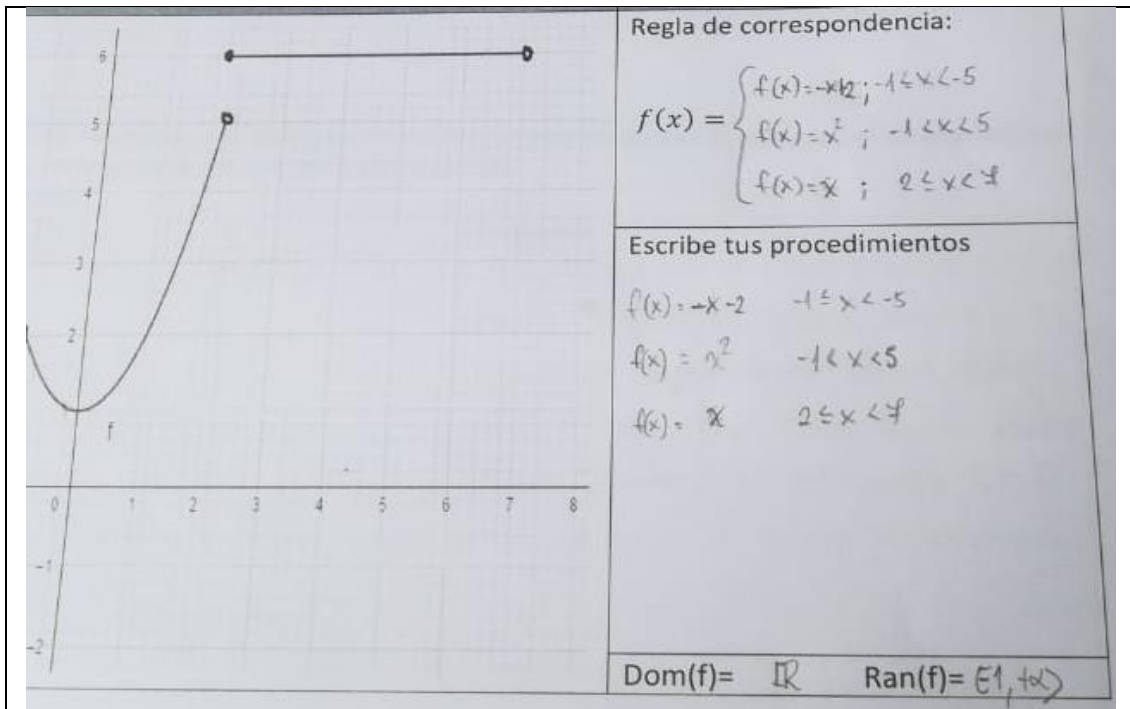 6
5
4
3
2
f
0 1 2 3 4 5 6 7 8
-1
-2
Regla de correspondencia:
f(x) =
f(x)=-x+2 ; -1≤x<-5
f(x)=x² ; -1<x<5
f(x)=x ; 2≤x<7
Escribe tus procedimientos
f(x)=-x-2 -1≤x<-5
f(x) = x² -1<x<5
f(x)= x 2≤x<7
Dom(f)= ℝ Ran(f)= [-1,+∞>